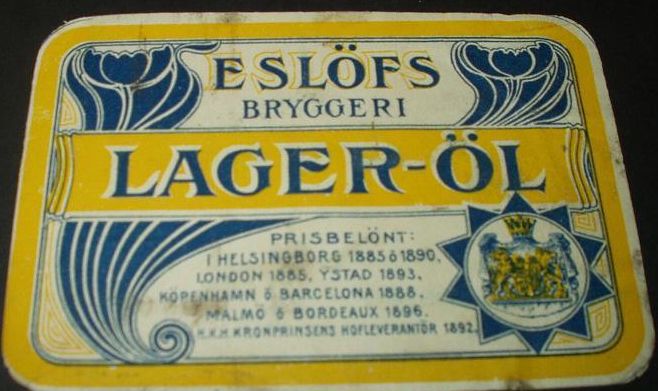 ESLÖFS
BRYGGERI
LAGER-ÖL
PRISBELÖNT:
I HELSINGBORG 1883 ô 1890,
LONDON 1885, YSTAD 1893,
KÖPENHAMN ô BARCELONA 1888,
MALMÖ ô BORDEAUX 1896.
H.K.H. KRONPRINSENS HOFLEVERANTÖR 1892.